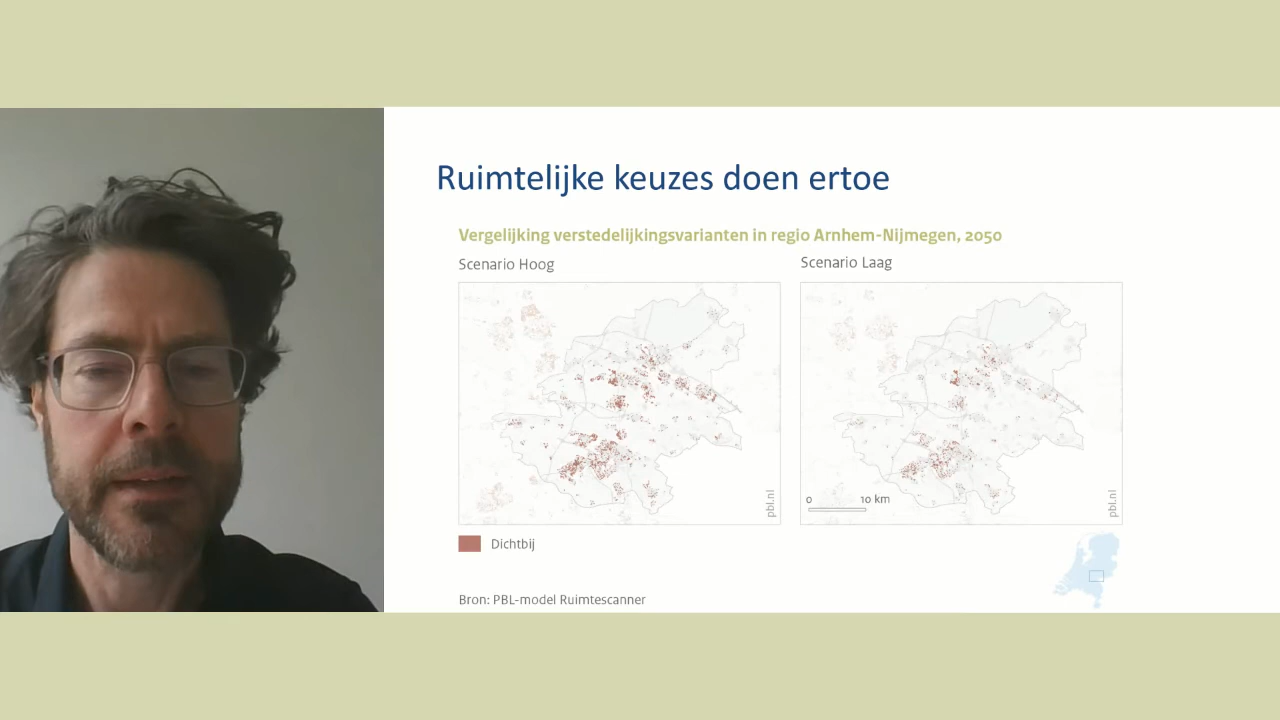 Ruimtelijke keuzes doen ertoe
Vergelijking verstedelijkingsvarianten in regio Arnhem-Nijmegen, 2050
Scenario Hoog
Scenario Laag
pbl.nl
0 10 km
pbl.nl
Dichtbij
Bron: PBL-model Ruimtescanner